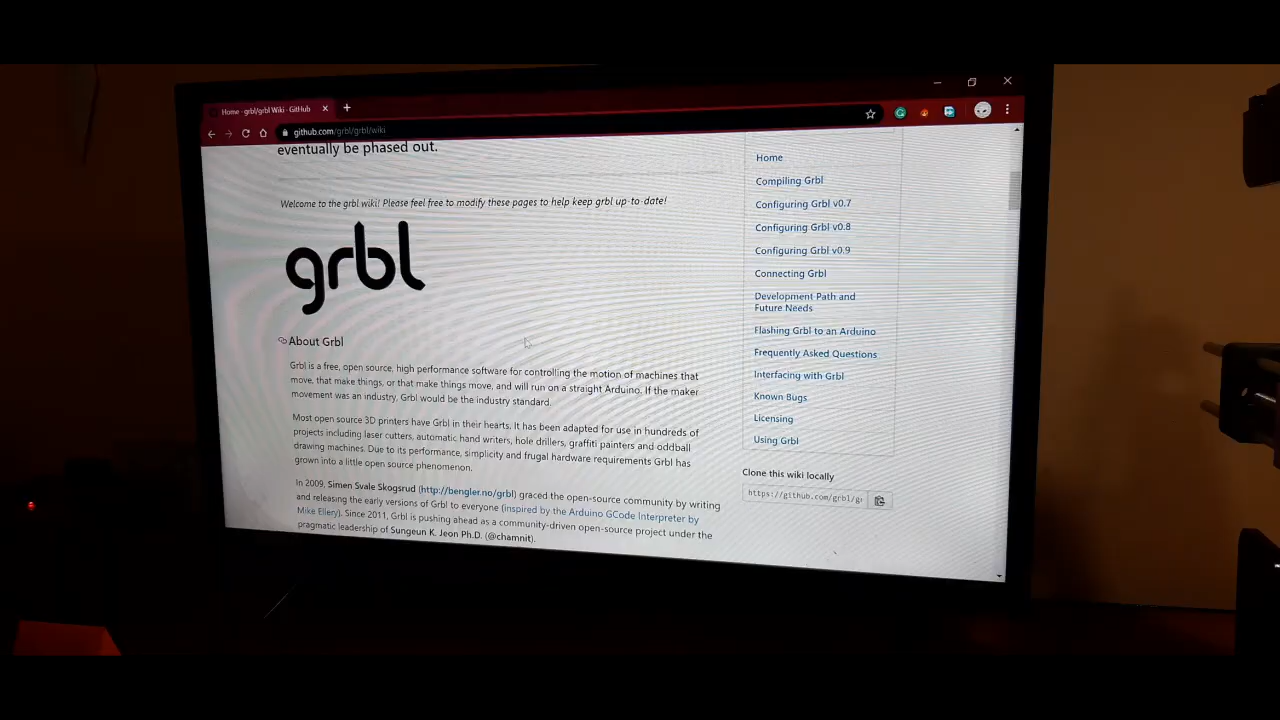 Home · grbl/grbl Wiki · GitHub
github.com/grbl/grbl/wiki
eventually be phased out.
Welcome to the grbl wiki! Please feel free to modify these pages to help keep grbl up-to-date!
grbl
About Grbl
Grbl is a free, open source, high performance software for controlling the motion of machines that
move, that make things, or that make things move, and will run on a straight Arduino. If the maker
movement was an industry, Grbl would be the industry standard.
Most open source 3D printers have Grbl in their hearts. It has been adapted for use in hundreds of
projects including laser cutters, automatic hand writers, hole drillers, graffiti painters and oddball
drawing machines. Due to its performance, simplicity and frugal hardware requirements Grbl has
grown into a little open source phenomenon.
In 2009, Simen Svale Skogsrud (http://bengler.no/grbl) graced the open-source community by writing
and releasing the early versions of Grbl to everyone (inspired by the Arduino GCode Interpreter by
Mike Ellery). Since 2011, Grbl is pushing ahead as a community-driven open-source project under the
pragmatic leadership of Sungeun K. Jeon Ph.D. (@chamnit).
Home
Compiling Grbl
Configuring Grbl v0.7
Configuring Grbl v0.8
Configuring Grbl v0.9
Connecting Grbl
Development Path and
Future Needs
Flashing Grbl to an Arduino
Frequently Asked Questions
Interfacing with Grbl
Known Bugs
Licensing
Using Grbl
Clone this wiki locally
https://github.com/grbl/g